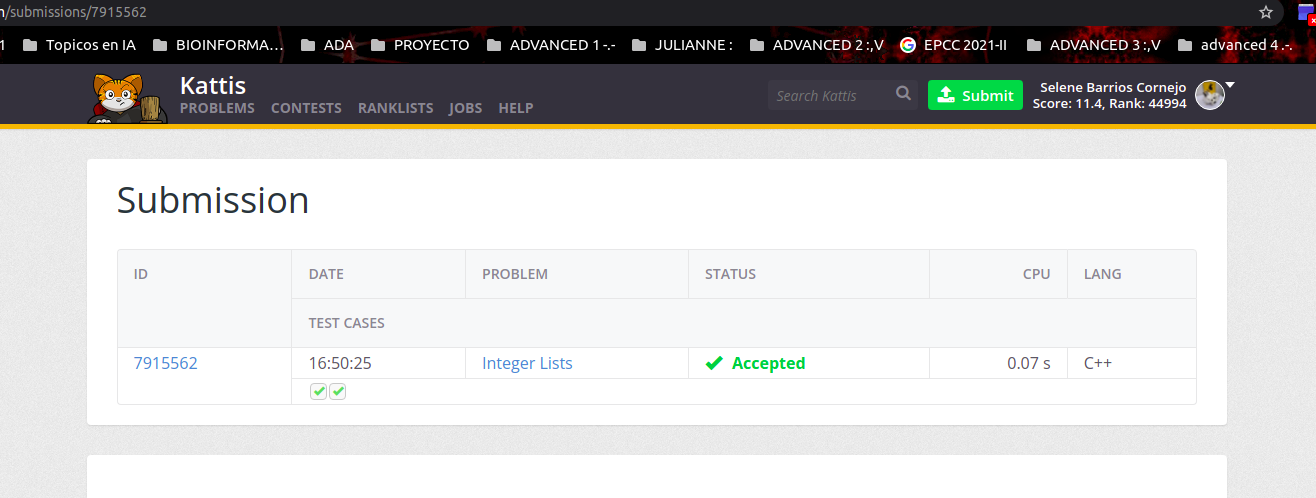 /submissions/7915562
1 Topicos en IA BIOINFORMA… ADA PROYECTO ADVANCED 1 -.- JULIANNE : ADVANCED 2 :,V EPCC 2021-II ADVANCED 3 :,V advanced 4 .-.
Kattis
PROBLEMS CONTESTS RANKLISTS JOBS HELP
Search Kattis
Submit
Selene Barrios Cornejo
Score: 11.4, Rank: 44994
Submission
ID DATE PROBLEM STATUS CPU LANG
TEST CASES
7915562 16:50:25 Integer Lists Accepted 0.07 s C++